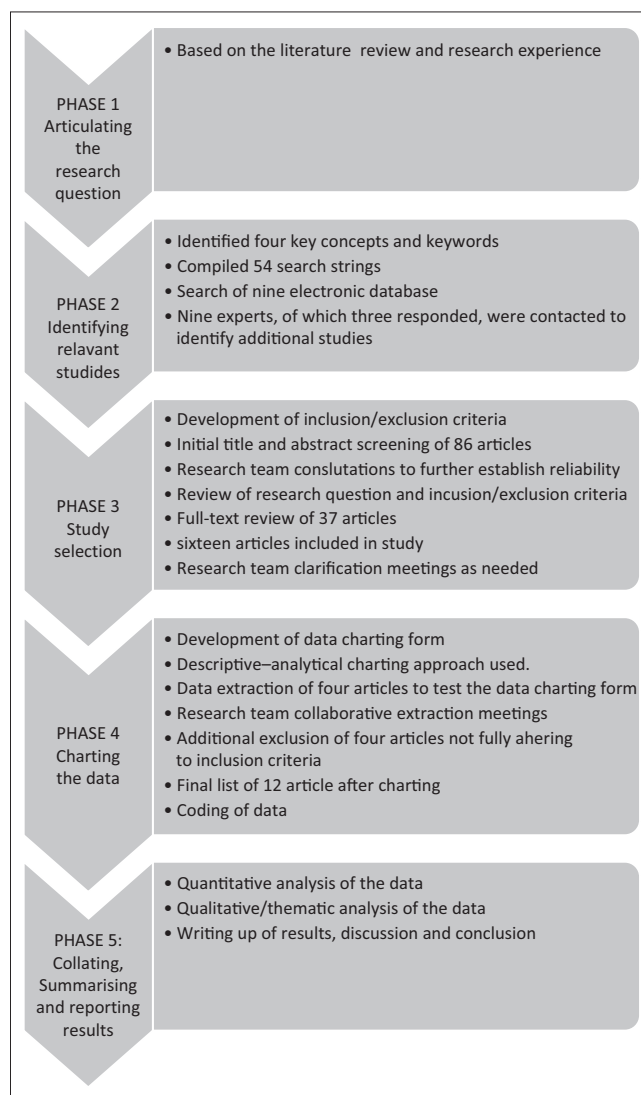 PHASE 1
Articulating
the
research
question
• Based on the literature review and research experience
PHASE 2
Identifying
relavant
studides
• Identified four key concepts and keywords
• Compiled 54 search strings
• Search of nine electronic database
• Nine experts, of which three responded, were contacted to
identify additional studies
PHASE 3
Study
selection
• Development of inclusion/exclusion criteria
• Initial title and abstract screening of 86 articles
• Research team conslutations to further establish reliability
• Review of research question and incusion/exclusion criteria
• Full-text review of 37 articles
• sixteen articles included in study
• Research team clarification meetings as needed
PHASE 4
Charting
the data
• Development of data charting form
• Descriptive–analytical charting approach used.
• Data extraction of four articles to test the data charting form
• Research team collaborative extraction meetings
• Additional exclusion of four articles not fully ahering
to inclusion criteria
• Final list of 12 article after charting
• Coding of data
PHASE 5:
Collating,
Summarising
and reporting
results
• Quantitative analysis of the data
• Qualitative/thematic analysis of the data
• Writing up of results, discussion and conclusion